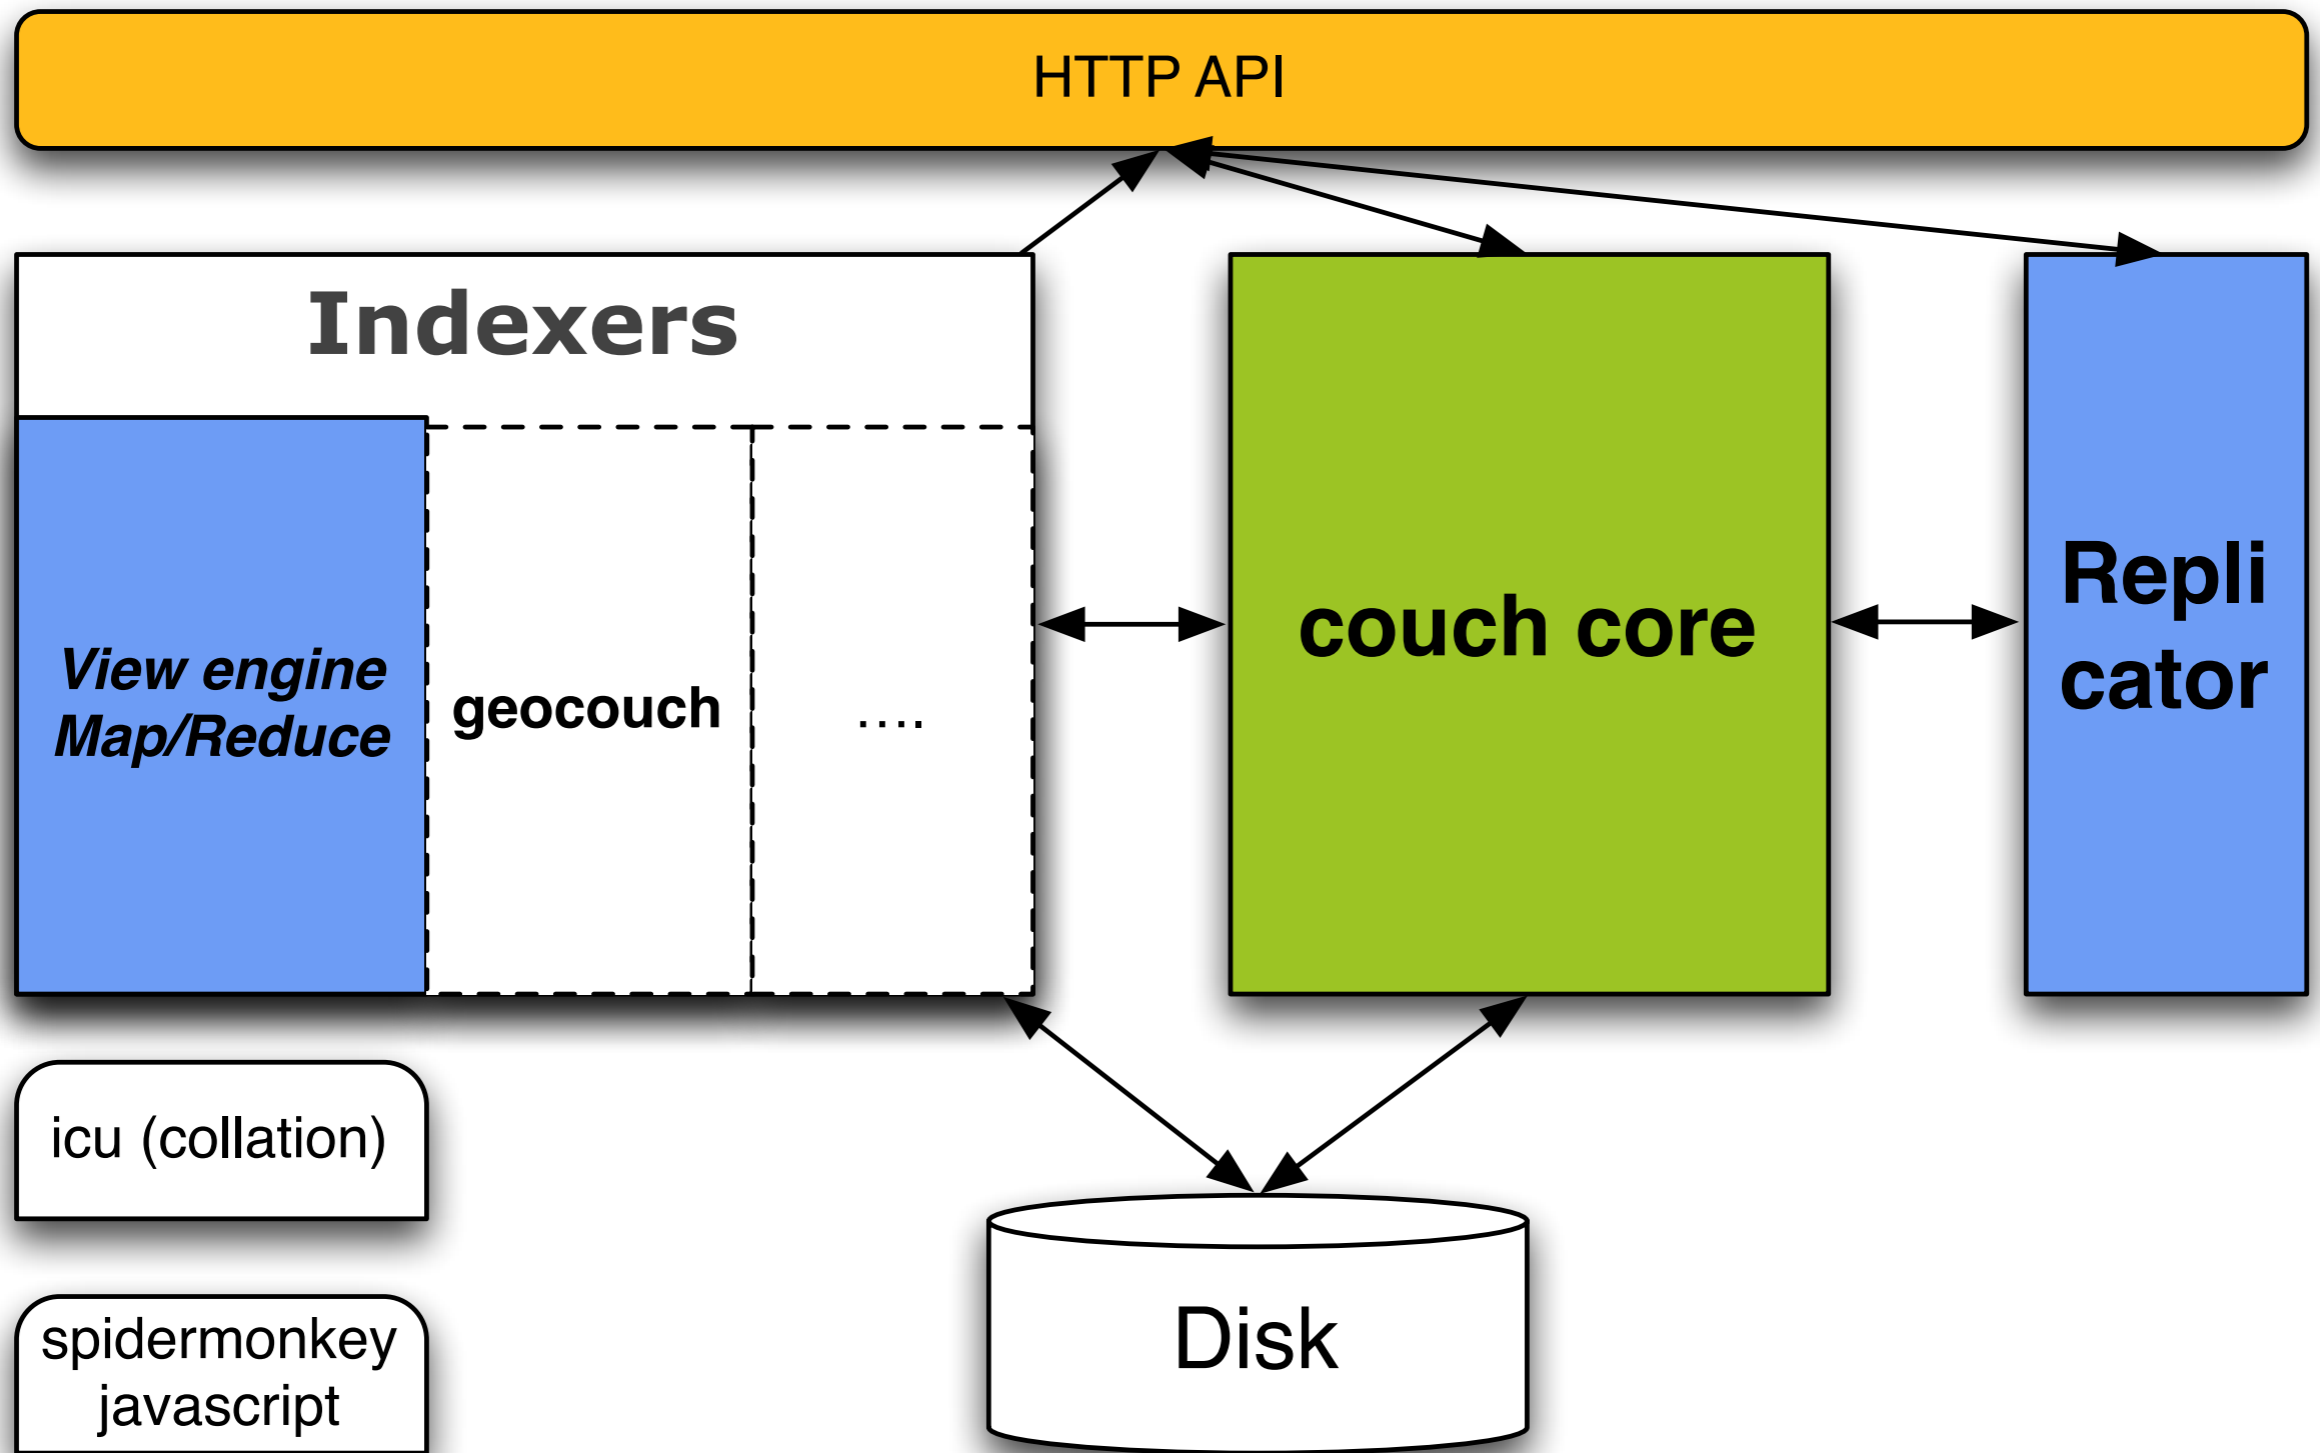 HTTP API
Indexers
View engine
Map/Reduce
geocouch
....
couch core
Repli
cator
icu (collation)
spidermonkey
javascript
Disk